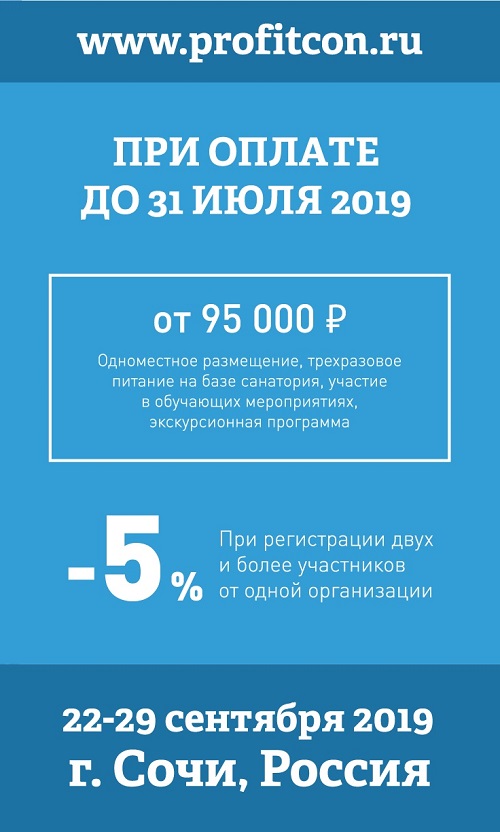 www.profitcon.ru
ПРИ ОПЛАТЕ
ДО 31 ИЮЛЯ 2019
от 95 000 ₽
Одноместное размещение, трехразовое
питание на базе санатория, участие
в обучающих мероприятиях,
экскурсионная программа
-5%
При регистрации двух
и более участников
от одной организации
22-29 сентября 2019
г. Сочи, Россия